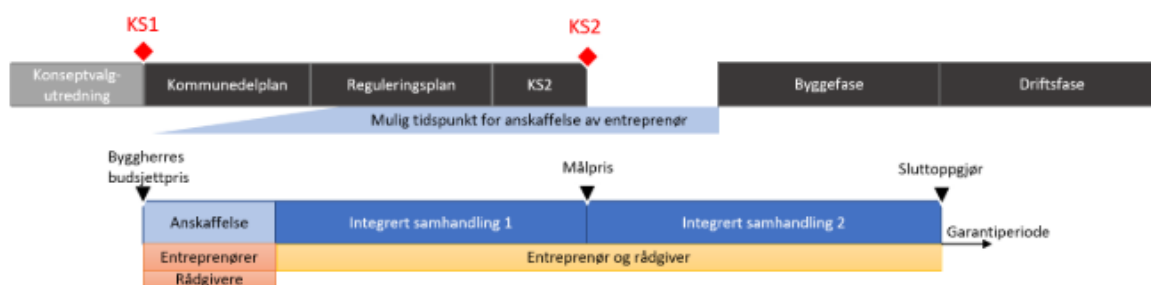 KS1
KS2
Konseptvalg-
utredning
Kommunedelplan
Reguleringsplan
KS2
Byggefase
Driftsfase
Mulig tidspunkt for anskaffelse av entreprenør
Byggherres
budsjettpris
Målpris
Sluttoppgjør
Anskaffelse
Integrert samhandling 1
Integrert samhandling 2
Garantiperiode
Entreprenører
Entreprenør og rådgiver
Rådgivere